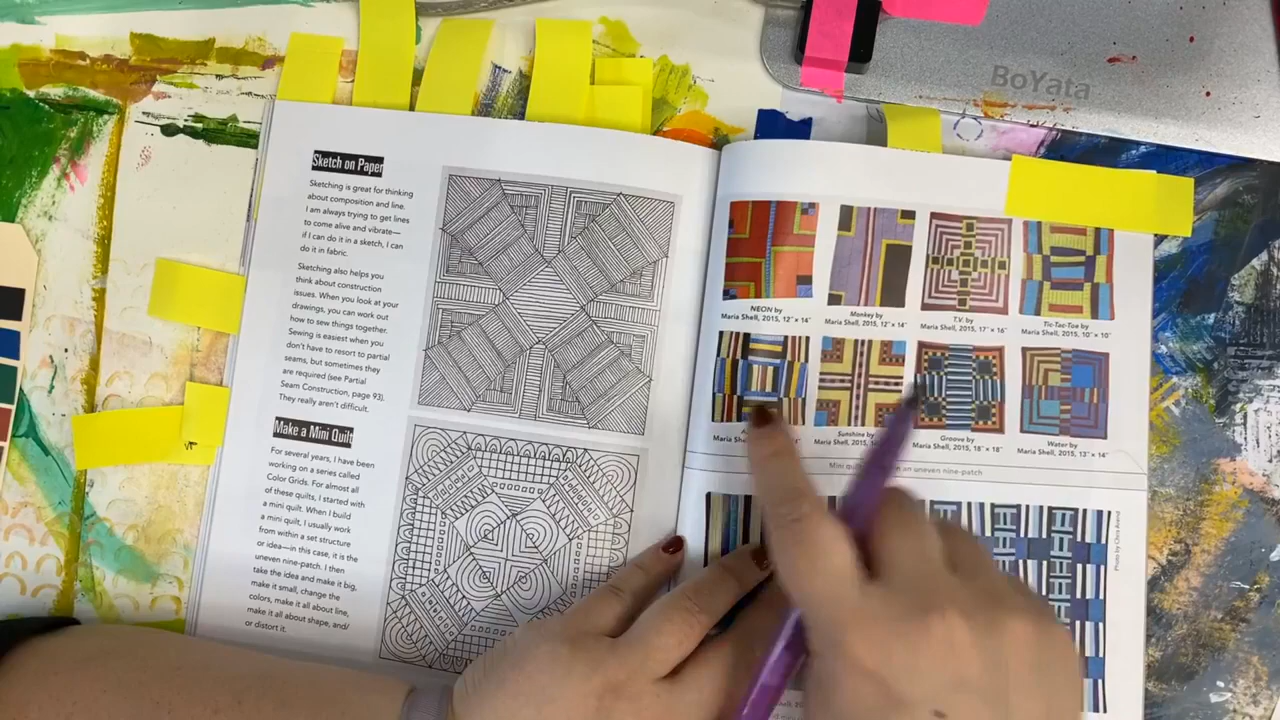 BoYata
Sketch on Paper
Sketching is great for thinking
about composition and line.
I am always trying to get lines
to come alive and vibrate—
if I can do it in a sketch, I can
do it in fabric.
Sketching also helps you
think about construction
issues. When you look at your
drawings, you can work out
how to sew things together.
Sewing is easiest when you
don't have to resort to partial
seams, but sometimes they
are required (see Partial
Seam Construction, page 93).
They really aren't difficult.
Make a Mini Quilt
For several years, I have been
working on a series called
Color Grids. For almost all
of these quilts, I started with
a mini quilt. When I build
a mini quilt, I usually work
from within a set structure
or idea—in this case, it is the
uneven nine-patch. I then
take the idea and make it big,
make it small, change the
colors, make it all about line,
make it all about shape, and/
or distort it.
NEON by
Maria Shell, 2015, 12" × 14"
Monkey by
Maria Shell, 2015, 12" × 14"
T.V. by
Maria Shell, 2015, 17" × 16"
Tic-Tac-Toe by
Maria Shell, 2015, 10" × 10"
Maria Shell, 2015,
Sunshine by
Maria Shell, 2015,
Groove by
Maria Shell, 2015, 18" × 18"
Water by
Maria Shell, 2015, 13" × 14"
Mini an uneven nine-patch
Photo by Chris Arend